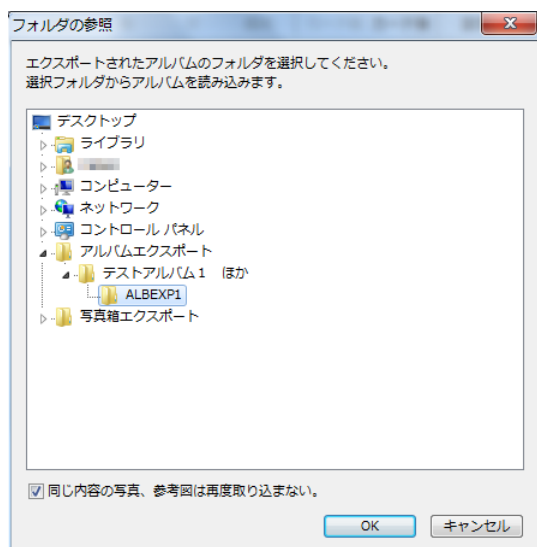 フォルダの参照
エクスポートされたアルバムのフォルダを選択してください。
選択フォルダからアルバムを読み込みます。
デスクトップ
ライブラリ
コンピューター
ネットワーク
コントロール パネル
アルバムエクスポート
テストアルバム1 ほか
ALBEXP1
写真箱エクスポート
同じ内容の写真、参考図は再度取り込まない。
OK キャンセル